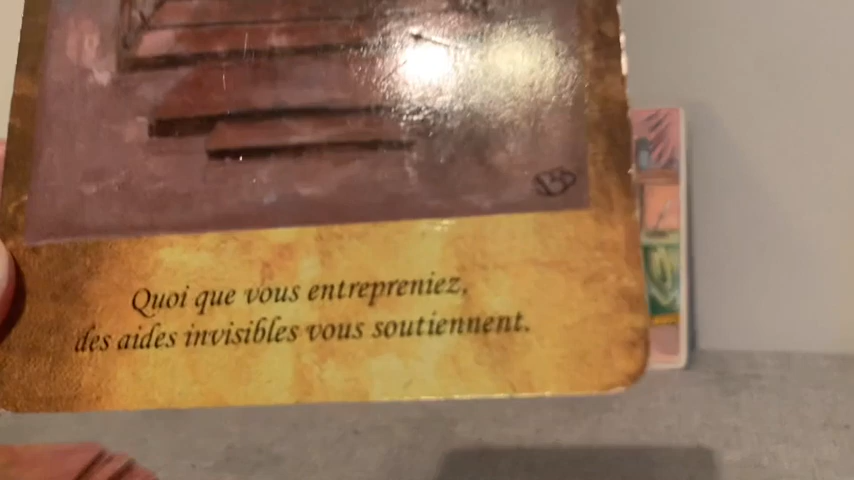 Quoi que vous entrepreniez,
des aides invisibles vous soutiennent.